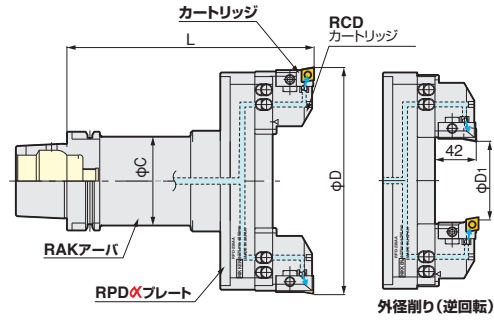 カートリッジ
RCD
カートリッジ
L
φC
φD
42
φD1
RAKアーバ
RPDαプレート
外径削り(逆回転)